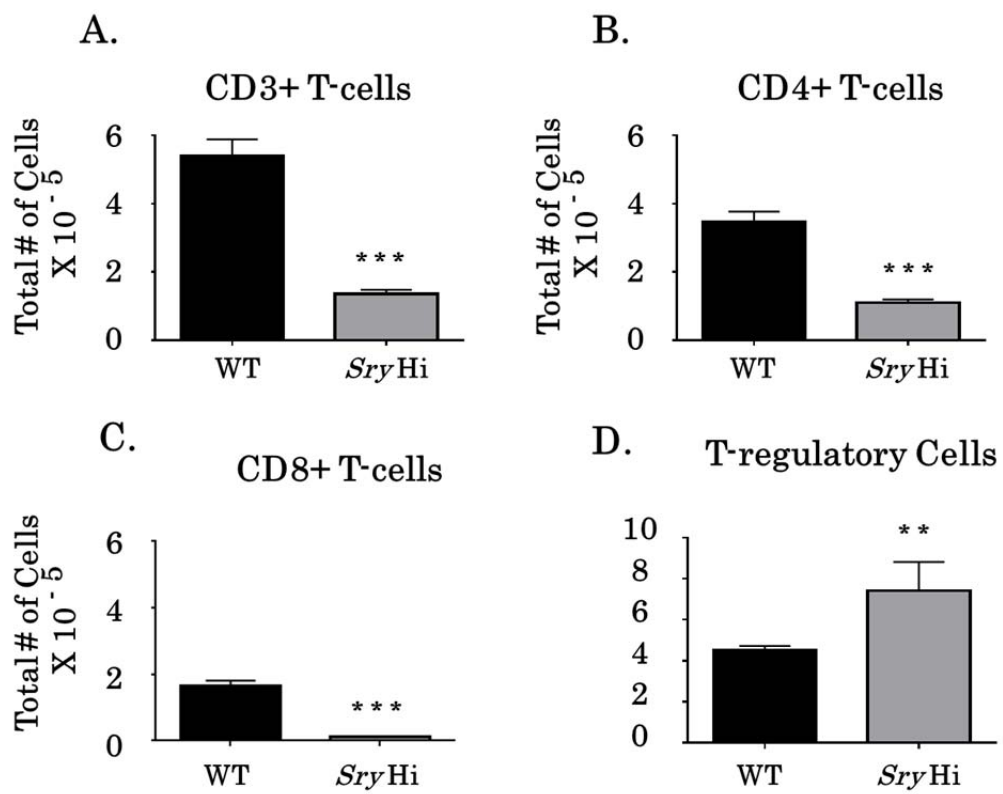 A.
CD3+ T-cells
Total # of Cells
X 10 - 5
6
4
2
0
***
WT
Sry Hi
B.
CD4+ T-cells
Total # of Cells
X 10 - 5
6
4
2
0
***
WT
Sry Hi
C.
CD8+ T-cells
Total # of Cells
X 10 - 5
6
4
2
0
***
WT
Sry Hi
D.
T-regulatory Cells
10
8
6
4
2
0
**
WT
Sry Hi